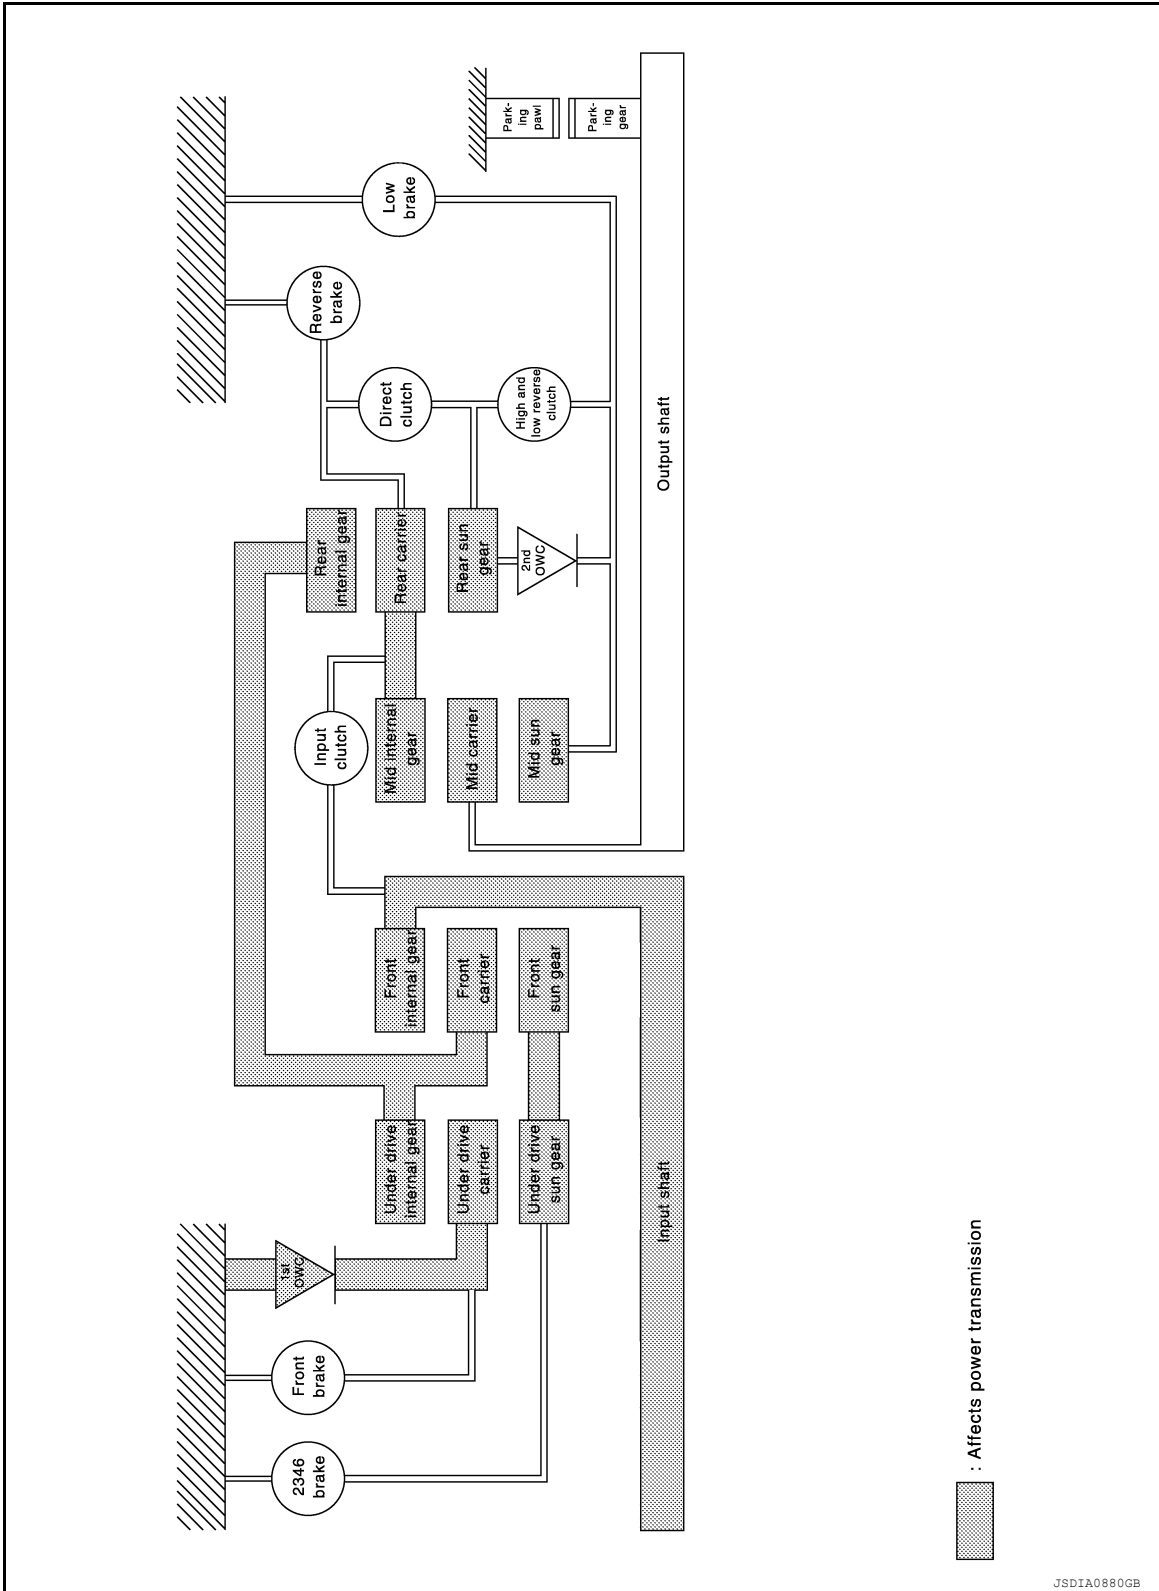 Park-
ing
pawl
Park-
ing
gear
Low
brake
Reverse
brake
Direct
clutch
High and
low reverse
clutch
Output shaft
Rear
internal gear
Rear carrier
Rear sun
gear
2nd
OWC
Input
clutch
Mid internal
gear
Mid carrier
Mid sun
gear
Front
internal gear
Front
carrier
Front
sun gear
Under drive
internal gear
Under drive
carrier
Under drive
sun gear
Input shaft
1st
OWC
Front
brake
2346
brake
: Affects power transmission
JSDIA0880GB